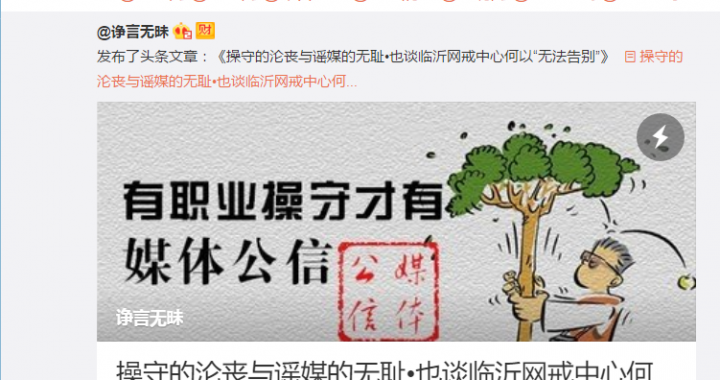 @诤言无昧 财
发布了头条文章：《操守的沦丧与谣媒的无耻•也谈临沂网戒中心何以“无法告别”》 操守的
沦丧与谣媒的无耻•也谈临沂网戒中心何...
有职业操守才有
媒体公信
媒体
公信
诤言无昧
操守的沦丧与谣媒的无耻•也谈临沂网戒中心何